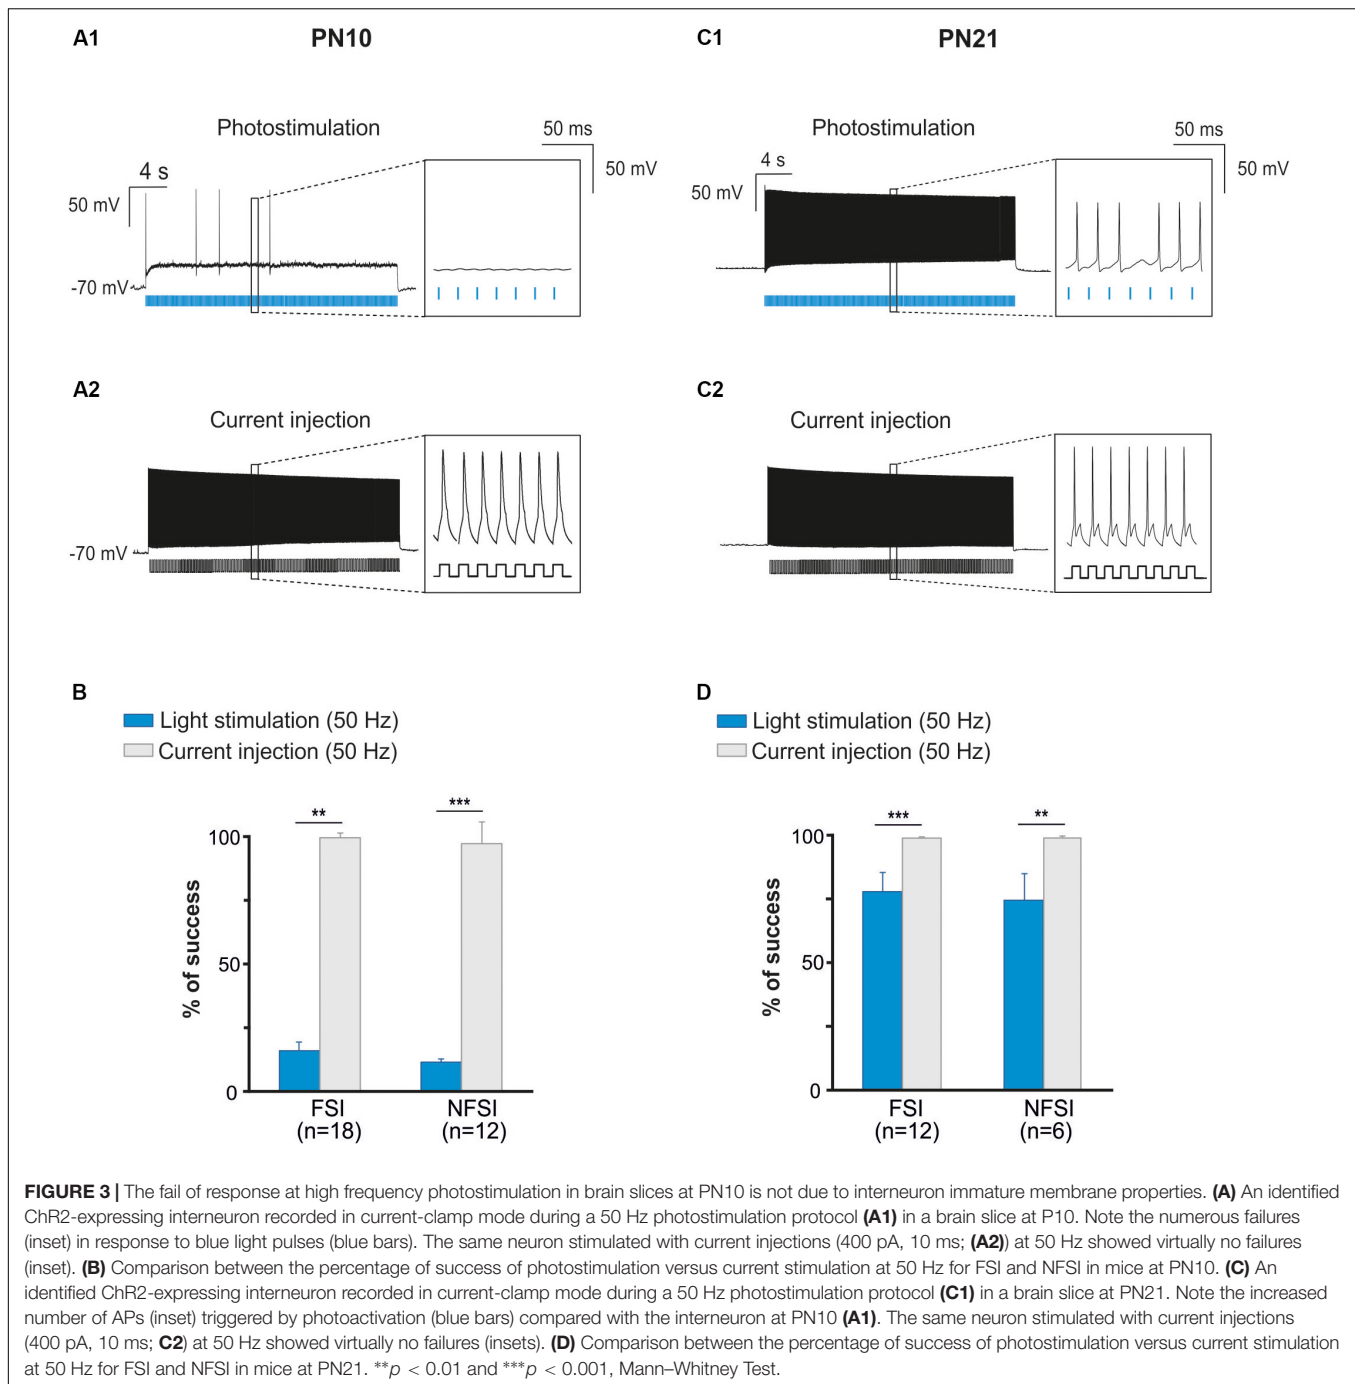 A1
PN10
C1
PN21
Photostimulation
50 ms
50 mV
4 s
50 mV
-70 mV
Photostimulation
50 ms
50 mV
4 s
50 mV
A2
Current injection
-70 mV
C2
Current injection
B
Light stimulation (50 Hz)
Current injection (50 Hz)
**
***
100
50
0
% of success
FSI
(n=18)
NFSI
(n=12)
D
Light stimulation (50 Hz)
Current injection (50 Hz)
***
**
100
50
0
% of success
FSI
(n=12)
NFSI
(n=6)
FIGURE 3 | The fail of response at high frequency photostimulation in brain slices at PN10 is not due to interneuron immature membrane properties. (A) An identified
ChR2-expressing interneuron recorded in current-clamp mode during a 50 Hz photostimulation protocol (A1) in a brain slice at P10. Note the numerous failures
(inset) in response to blue light pulses (blue bars). The same neuron stimulated with current injections (400 pA, 10 ms; (A2)) at 50 Hz showed virtually no failures
(inset). (B) Comparison between the percentage of success of photostimulation versus current stimulation at 50 Hz for FSI and NFSI in mice at PN10. (C) An
identified ChR2-expressing interneuron recorded in current-clamp mode during a 50 Hz photostimulation protocol (C1) in a brain slice at PN21. Note the increased
number of APs (inset) triggered by photoactivation (blue bars) compared with the interneuron at PN10 (A1). The same neuron stimulated with current injections
(400 pA, 10 ms; C2) at 50 Hz showed virtually no failures (insets). (D) Comparison between the percentage of success of photostimulation versus current stimulation
at 50 Hz for FSI and NFSI in mice at PN21. **p < 0.01 and ***p < 0.001, Mann–Whitney Test.